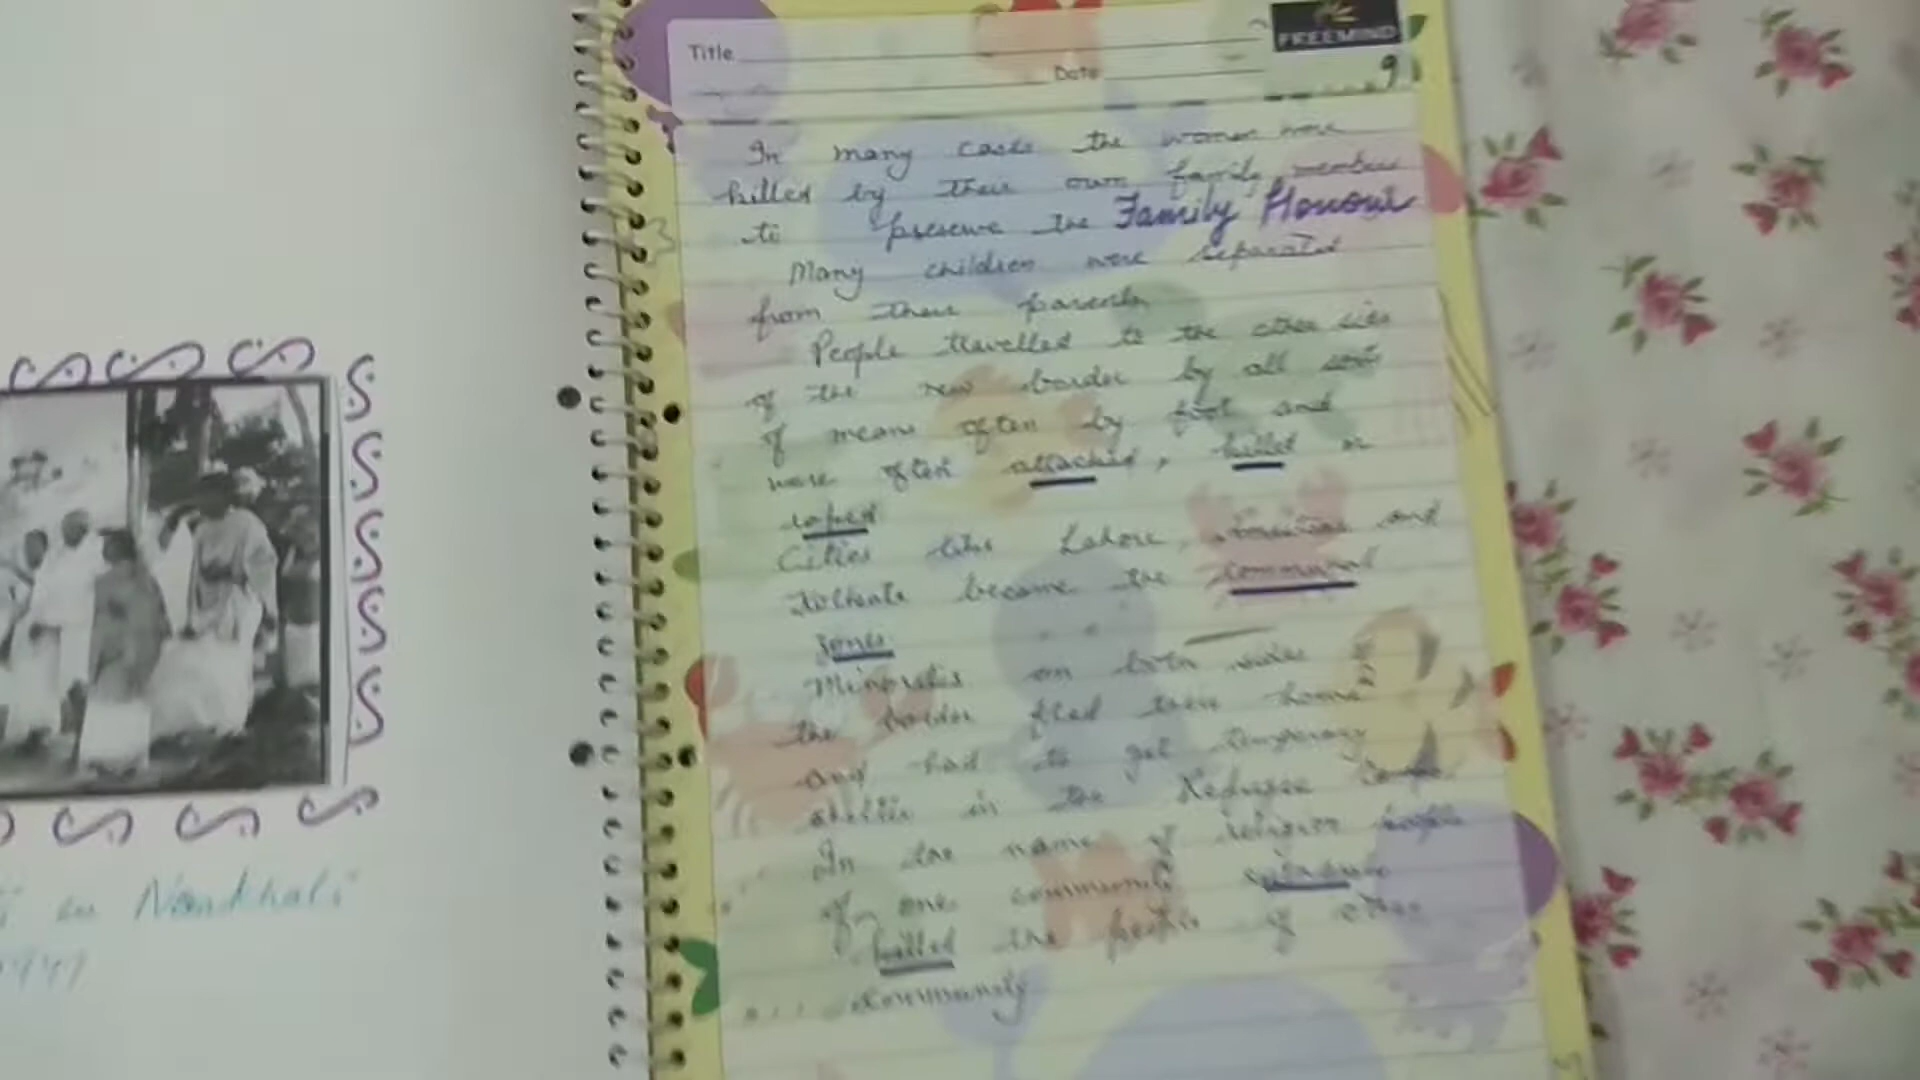 Title
FREEMIND
Date
9
In many cases the women were
killed by their own family members
to preserve the Family Honour
Many children were separated
from their parents
People travelled to the other side
of the new border by all sorts
of means often by foot and
were often attacked, killed or
raped
Cities like Lahore, Amritsar and
Kolkata became the communal
zones
Minorities on both sides of
the border fled their home
and had to get temporary
shelter in the Refugee Camps
In the name of religion people
of one community
killed the people of other
community
in Noakhali
1947